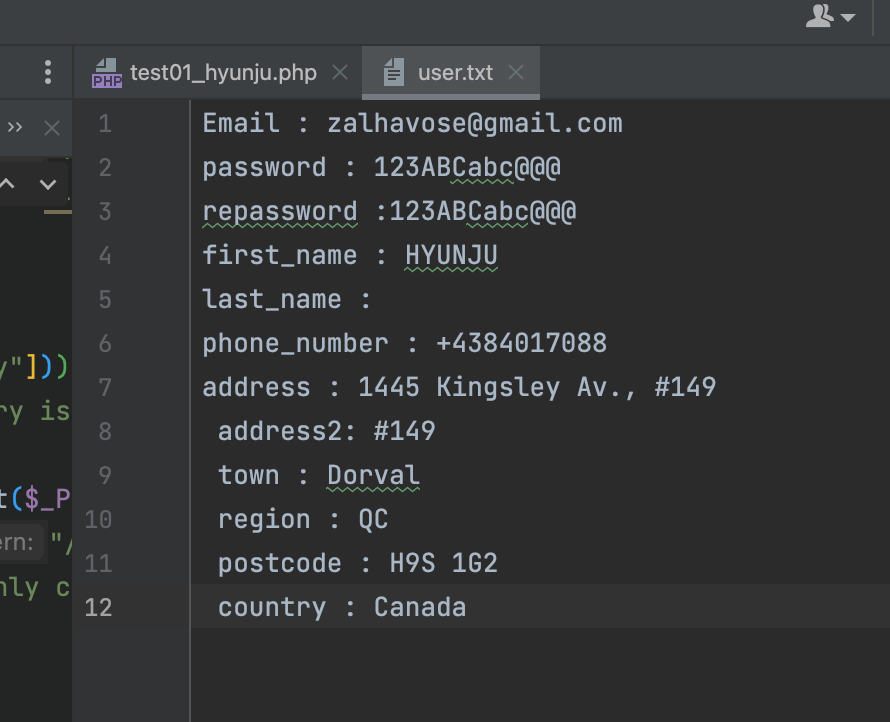 test01_hyunju.php
user.txt
1 Email : zalhavose@gmail.com
2 password : 123ABCabc@@@
3 repassword :123ABCabc@@@
4 first_name : HYUNJU
5 last_name :
6 phone_number : +4384017088
7 address : 1445 Kingsley Av., #149
8 address2: #149
9 town : Dorval
10 region : QC
11 postcode : H9S 1G2
12 country : Canada
y"]))
ry is
t($_P
ern: "/
nly c